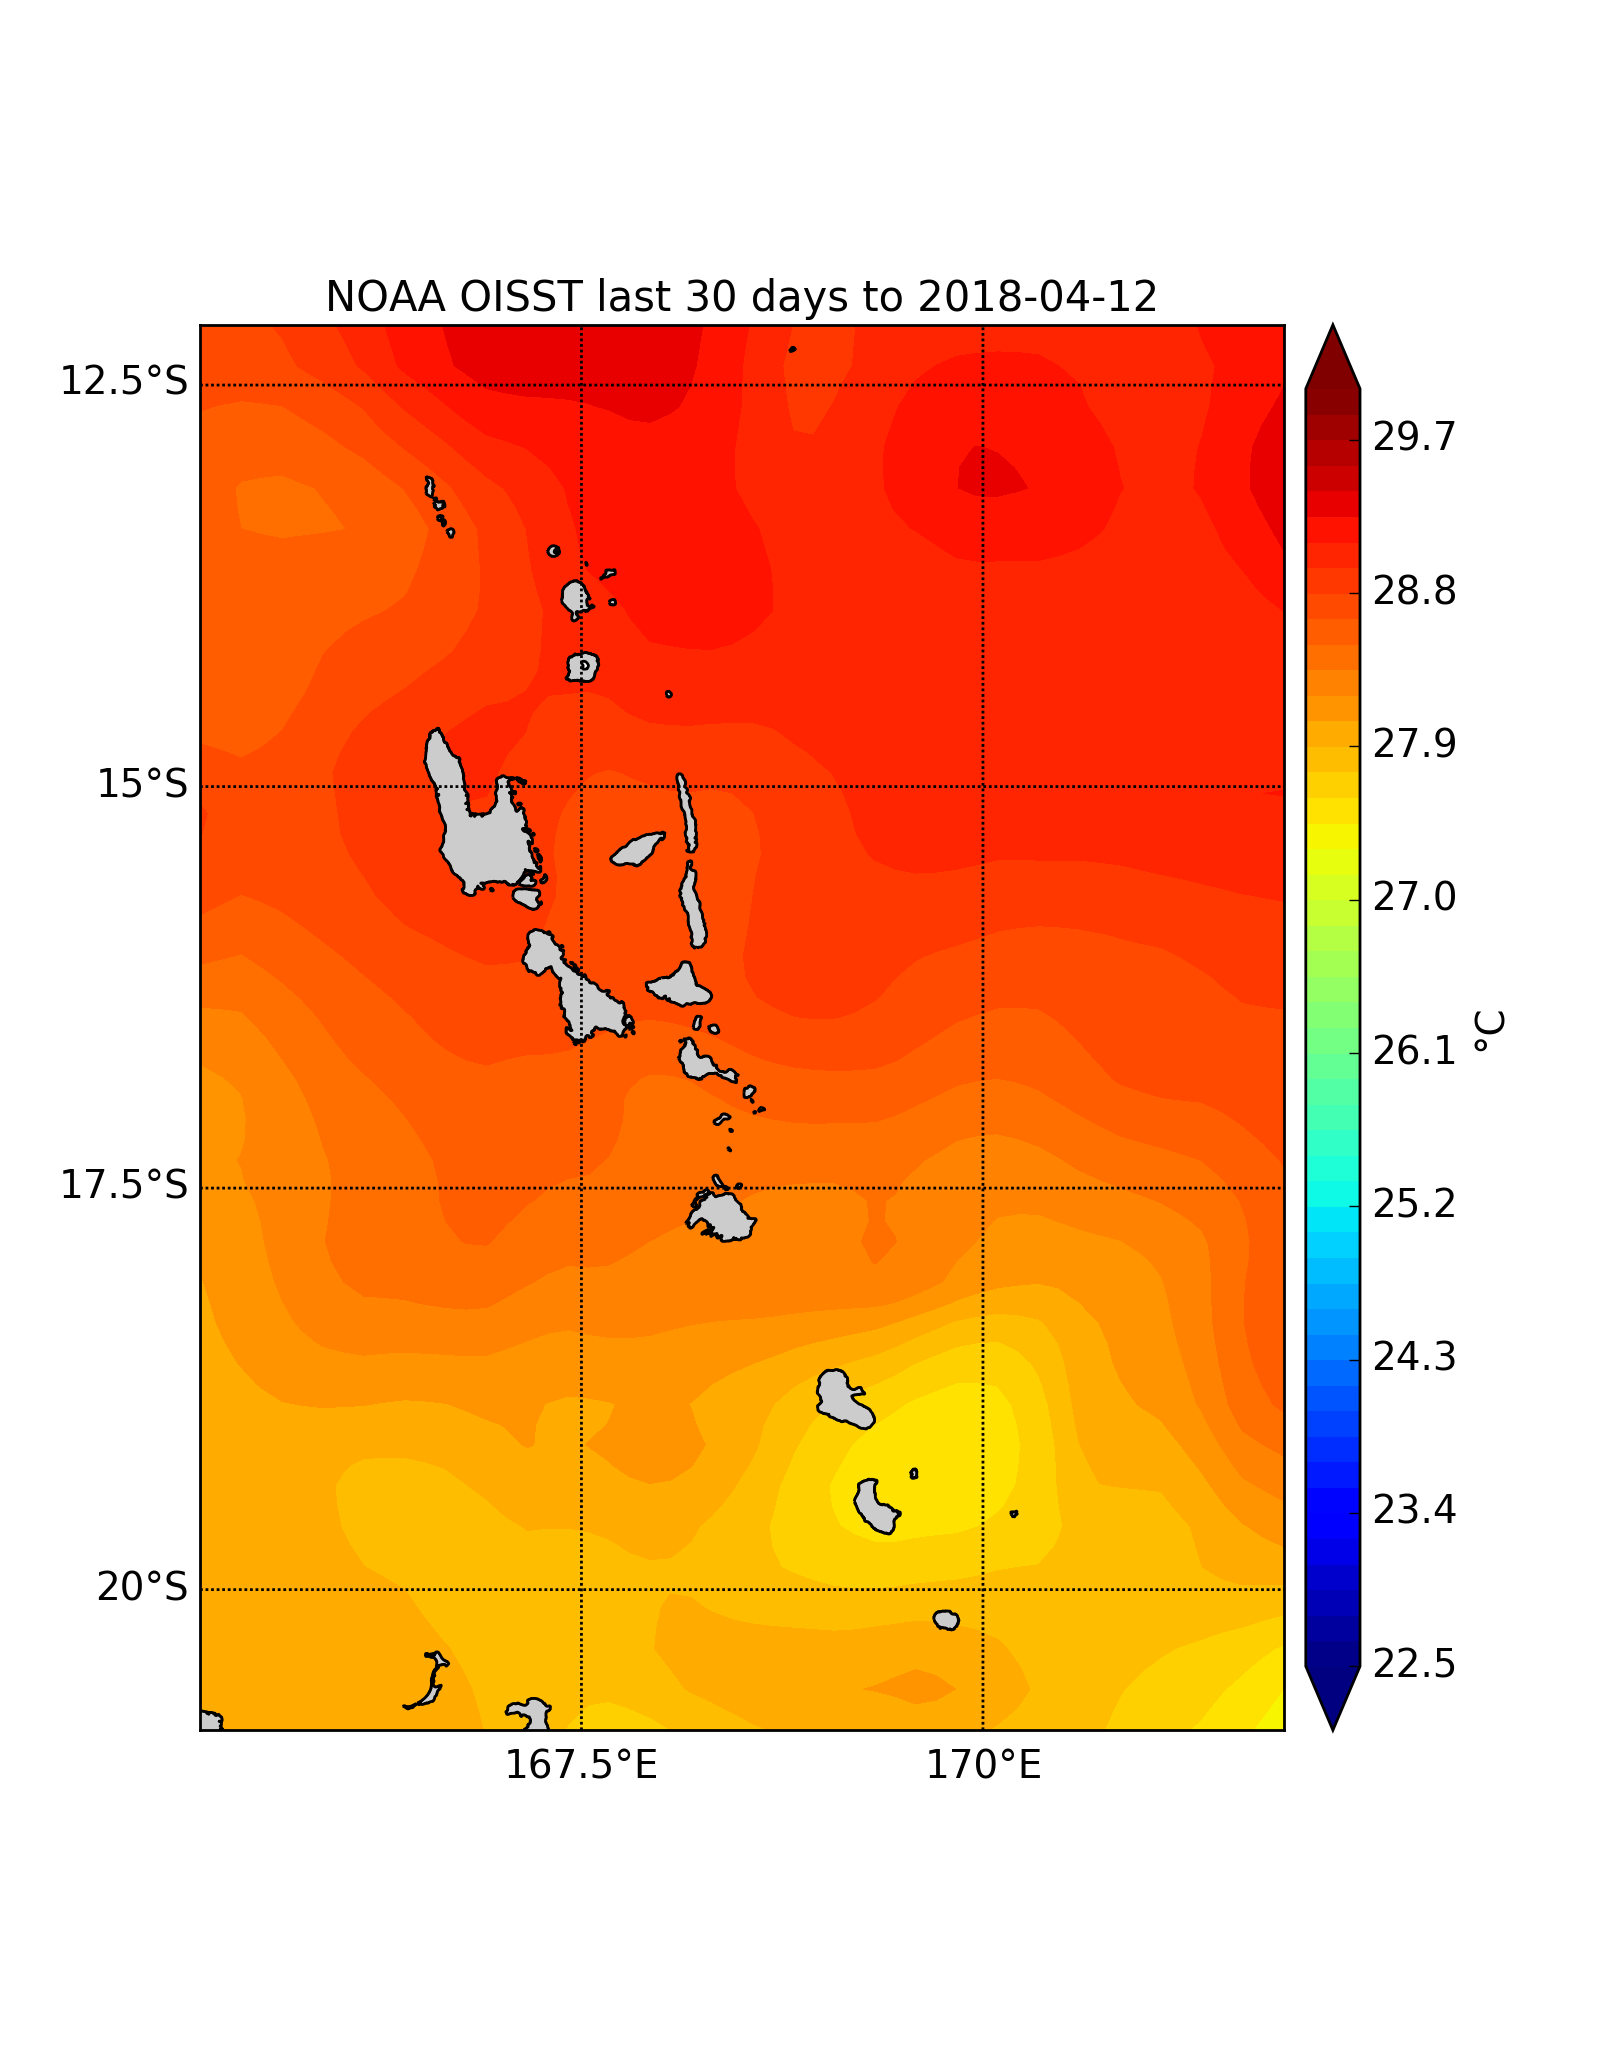 NOAA OISST last 30 days to 2018-04-12
12.5°S
15°S
17.5°S
20°S
167.5°E
170°E
29.7
28.8
27.9
27.0
26.1
25.2
24.3
23.4
22.5
°C